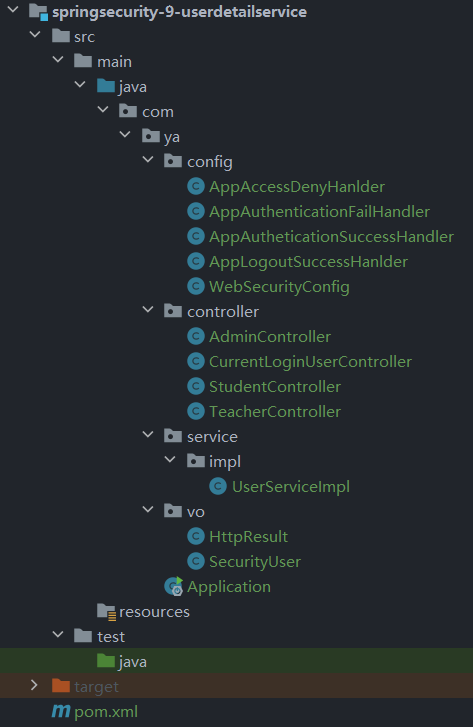 springsecurity-9-userdetailservice
src
main
java
com
ya
config
AppAccessDenyHanlder
AppAuthenticationFailHandler
AppAutheticationSuccessHandler
AppLogoutSuccessHanlder
WebSecurityConfig
controller
AdminController
CurrentLoginUserController
StudentController
TeacherController
service
impl
UserServiceImpl
vo
HttpResult
SecurityUser
Application
resources
test
java
target
pom.xml